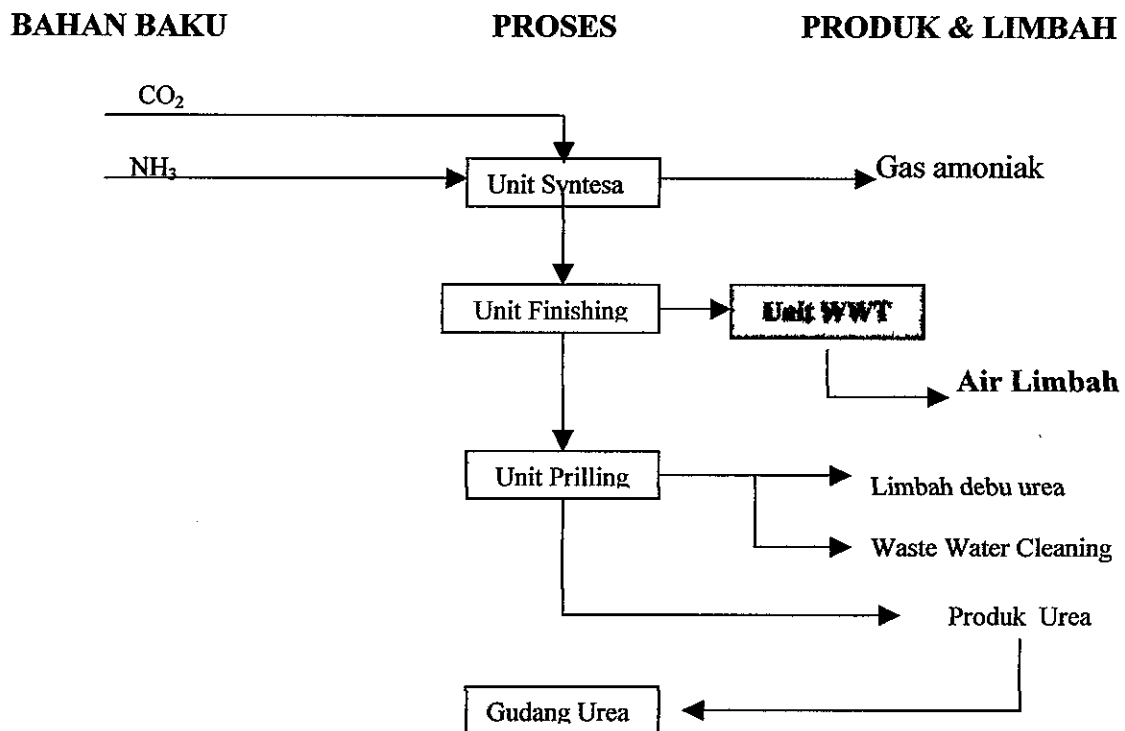 BAHAN BAKU PROSES PRODUK & LIMBAH
CO₂
NH₃
Unit Syntesa
Gas amoniak
Unit Finishing
Unit WWT
Air Limbah
Unit Prilling
Limbah debu urea
Waste Water Cleaning
Produk Urea
Gudang Urea